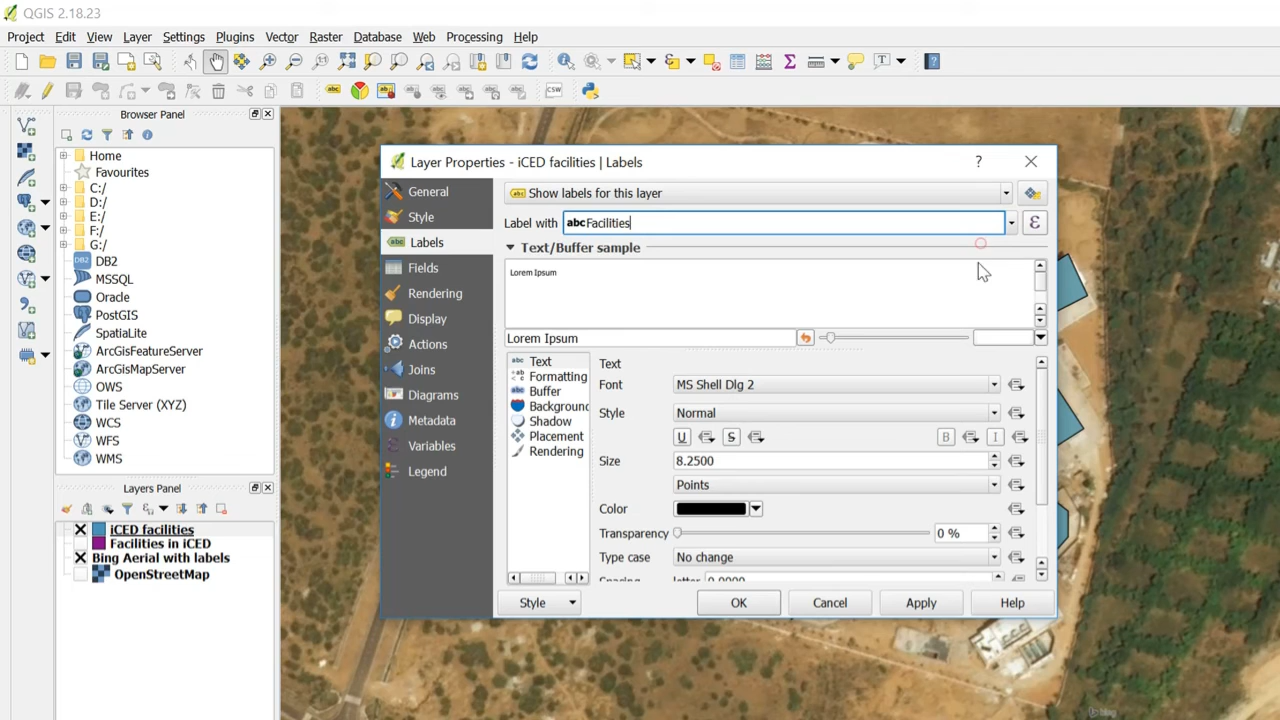 QGIS 2.18.23
Project Edit View Layer Settings Plugins Vector Raster Database Web Processing Help
Browser Panel
Home
Favourites
C:/
D:/
E:/
F:/
G:/
DB2
MSSQL
Oracle
PostGIS
SpatiaLite
ArcGisFeatureServer
ArcGisMapServer
OWS
Tile Server (XYZ)
WCS
WFS
WMS
Layers Panel
iCED facilities
Facilities in iCED
Bing Aerial with labels
OpenStreetMap
Layer Properties - iCED facilities | Labels
General
Style
Labels
Fields
Rendering
Display
Actions
Joins
Diagrams
Metadata
Variables
Legend
Show labels for this layer
Label with abc Facilities ε
Text/Buffer sample
Lorem Ipsum
Lorem Ipsum
Text
Formatting
Buffer
Background
Shadow
Placement
Rendering
Text
Font MS Shell Dlg 2
Style Normal
U S B I
Size 8.2500
Points
Color
Transparency 0 %
Type case No change
Spacing letter 0.0000
Style OK Cancel Apply Help
bing